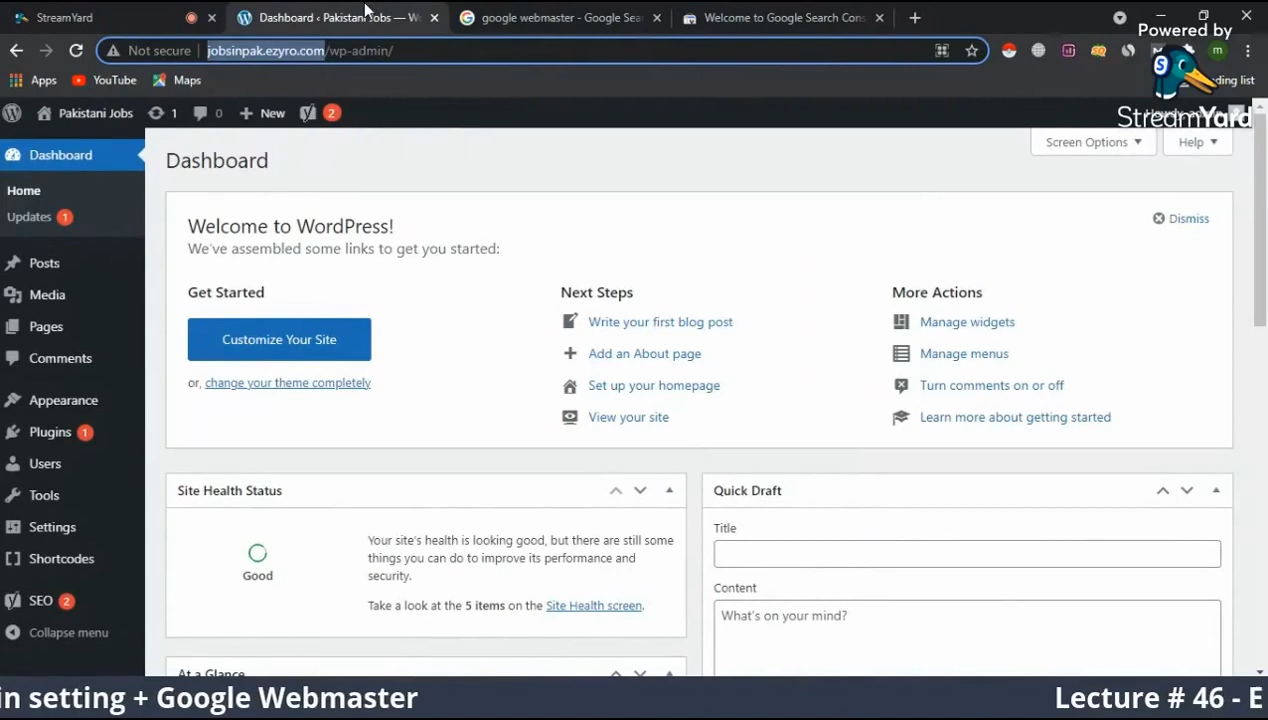 StreamYard
Dashboard ‹ Pakistani Jobs — W
google webmaster - Google Sea
Welcome to Google Search Cons
Powered by
Not secure
jobsinpak.ezyro.com/wp-admin/
m
Apps
YouTube
Maps
StreamYard
Pakistani Jobs
1
0
New
2
Dashboard
Screen Options
Help
Home
Updates 1
Posts
Media
Pages
Comments
Appearance
Plugins 1
Users
Tools
Settings
Shortcodes
SEO 2
Collapse menu
Dashboard
Welcome to WordPress!
Dismiss
We've assembled some links to get you started:
Get Started
Customize Your Site
or, change your theme completely
Next Steps
Write your first blog post
Add an About page
Set up your homepage
View your site
More Actions
Manage widgets
Manage menus
Turn comments on or off
Learn more about getting started
Site Health Status
Good
Your site's health is looking good, but there are still some
things you can do to improve its performance and
security.
Take a look at the 5 items on the Site Health screen.
Quick Draft
Title
Content
What's on your mind?
At a Glance
in setting + Google Webmaster
Lecture # 46 - E